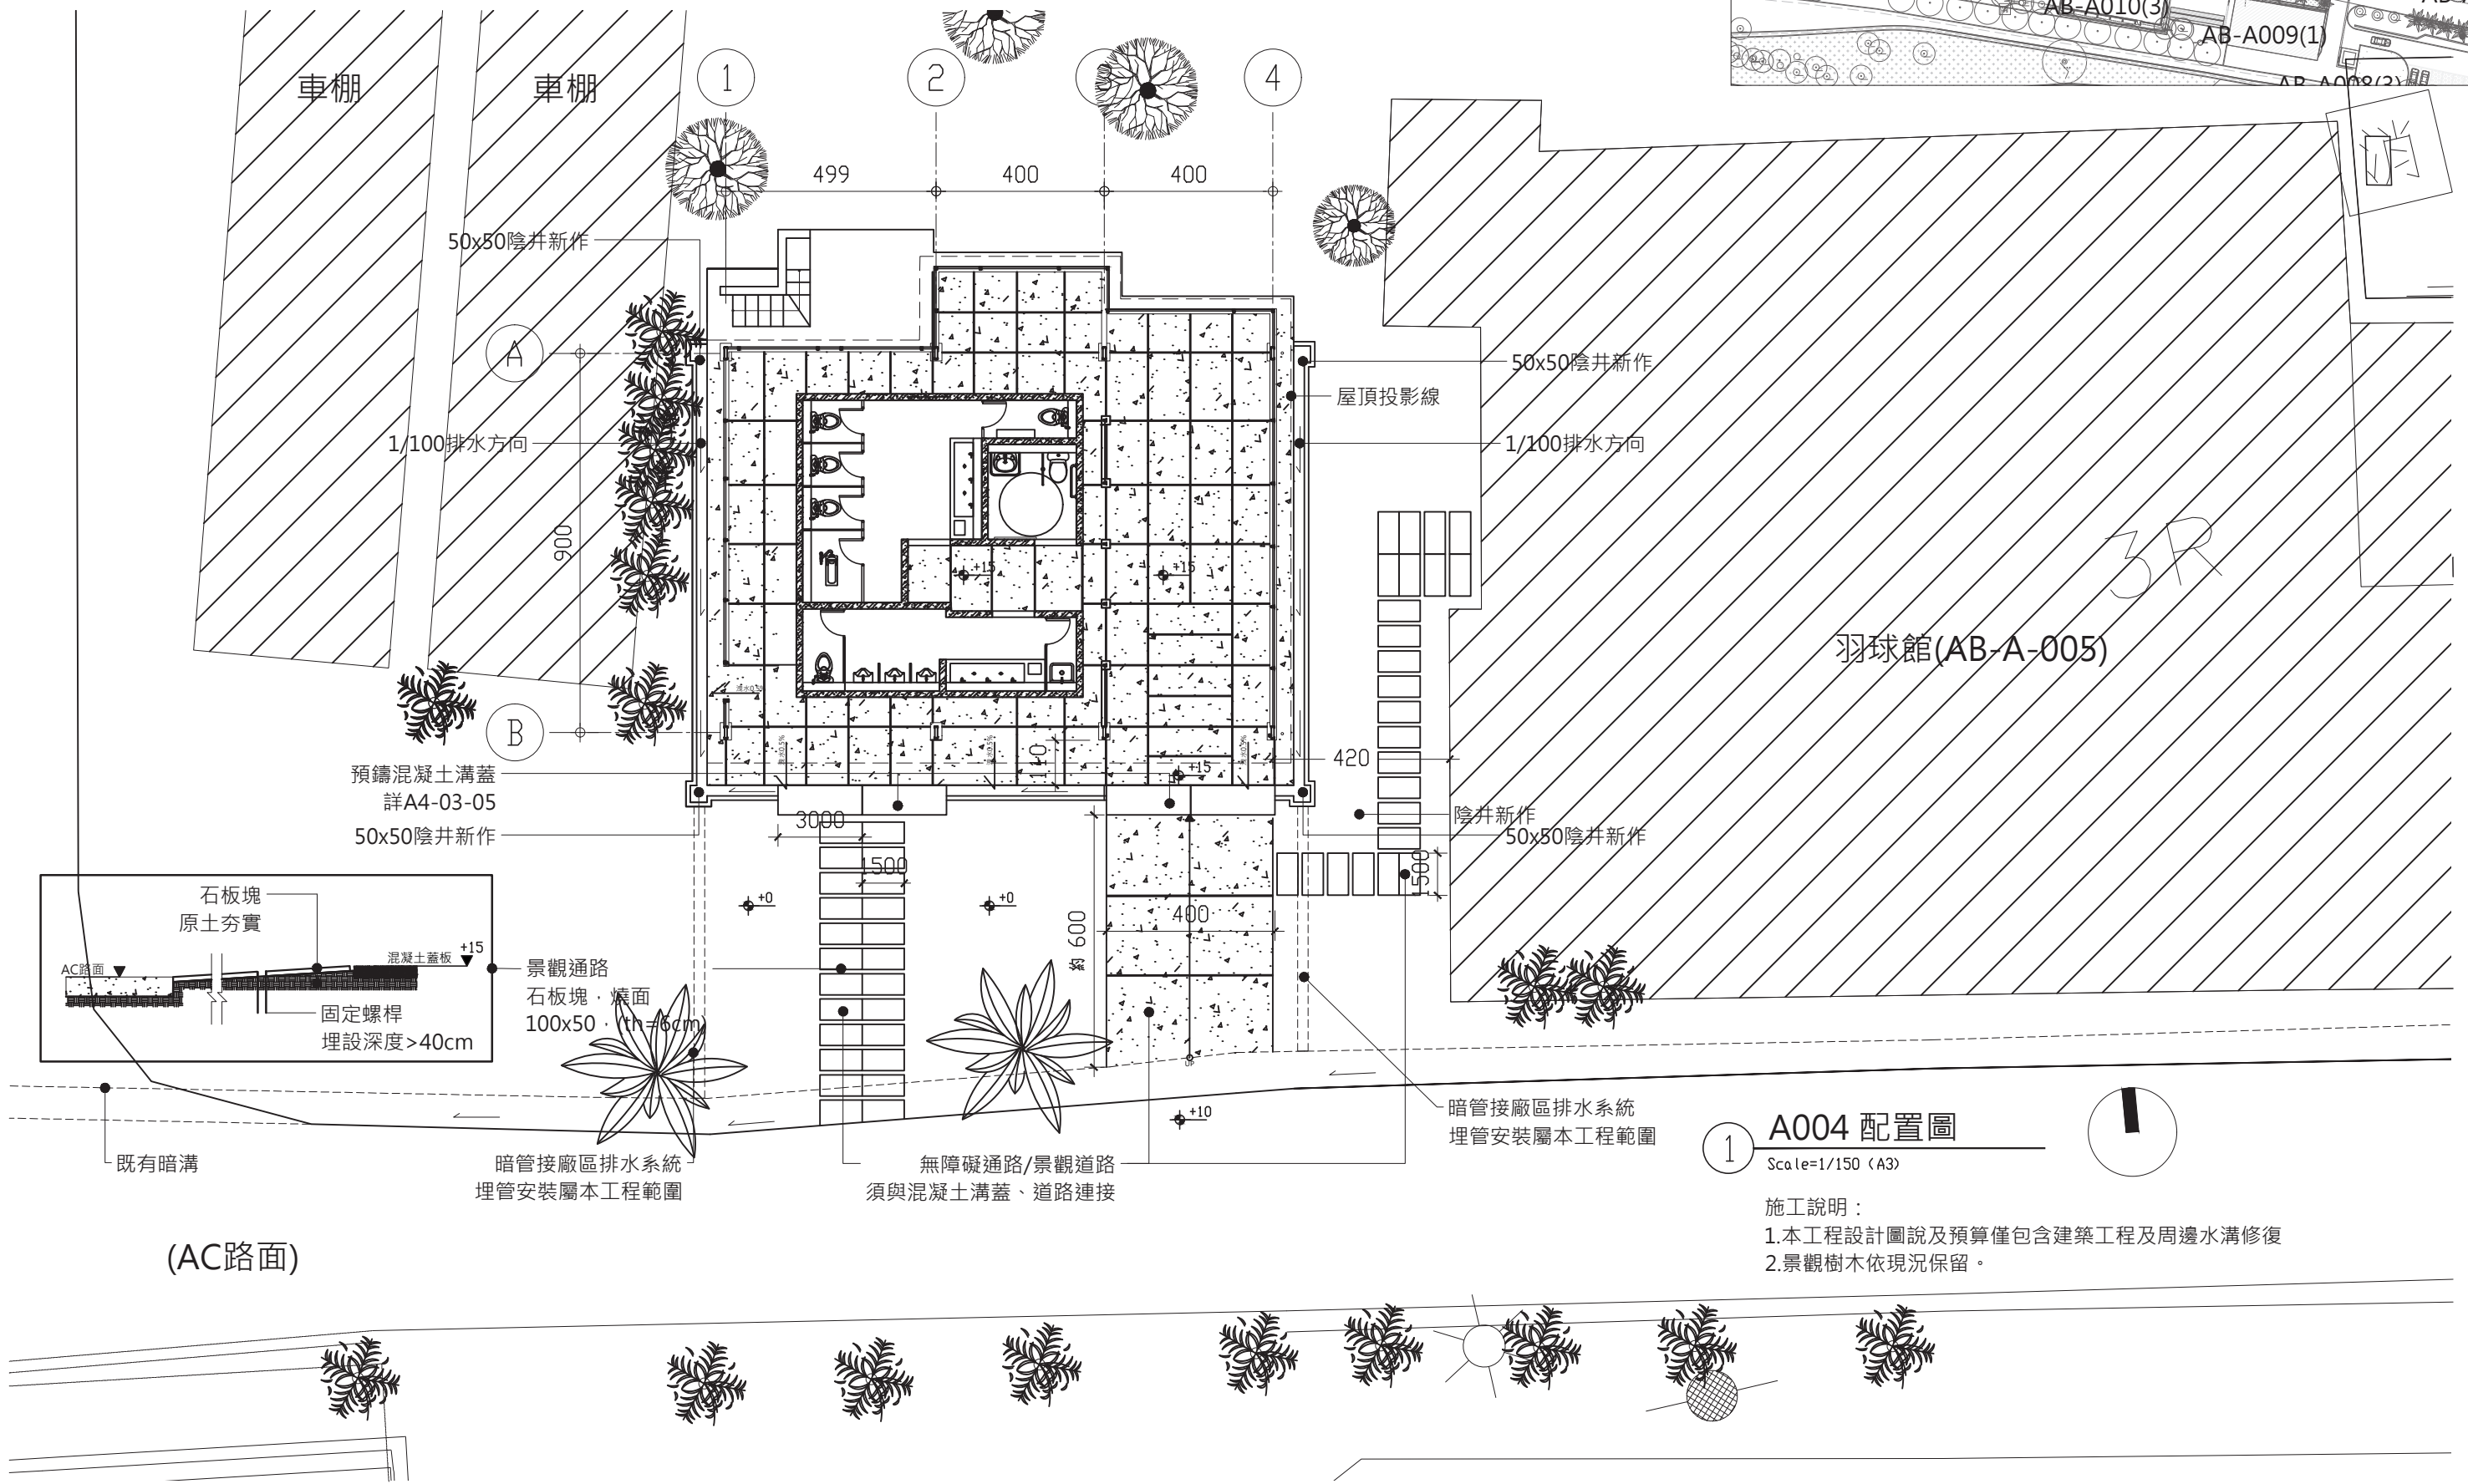 AB-A010(3)
AB-A009(1)
AB-A008(3)
車棚
車棚
1
2
3
4
499
400
400
50x50陰井新作
A
50x50陰井新作
屋頂投影線
1/100排水方向
1/100排水方向
900
+15
+15
3R
羽球館(AB-A-005)
B
預鑄混凝土溝蓋
詳A4-03-05
50x50陰井新作
110
+15
420
陰井新作
50x50陰井新作
3000
1500
1500
+0
+0
400
約 600
石板塊
原土夯實
AC路面
混凝土蓋板
+15
固定螺桿
埋設深度>40cm
景觀通路
石板塊，燒面
100x50，(th=6cm)
+10
既有暗溝
暗管接廠區排水系統
埋管安裝屬本工程範圍
無障礙通路/景觀道路
須與混凝土溝蓋、道路連接
暗管接廠區排水系統
埋管安裝屬本工程範圍
1
A004 配置圖
Scale=1/150 (A3)
施工說明：
1.本工程設計圖說及預算僅包含建築工程及周邊水溝修復
2.景觀樹木依現況保留。
(AC路面)